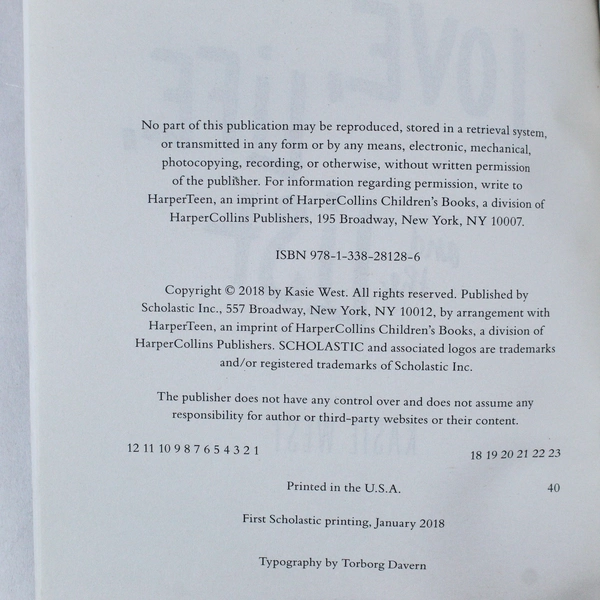 No part of this publication may be reproduced, stored in a retrieval system,
or transmitted in any form or by any means, electronic, mechanical,
photocopying, recording, or otherwise, without written permission
of the publisher. For information regarding permission, write to
HarperTeen, an imprint of HarperCollins Children's Books, a division of
HarperCollins Publishers, 195 Broadway, New York, NY 10007.
ISBN 978-1-338-28128-6
Copyright © 2018 by Kasie West. All rights reserved. Published by
Scholastic Inc., 557 Broadway, New York, NY 10012, by arrangement with
HarperTeen, an imprint of HarperCollins Children's Books, a division of
HarperCollins Publishers. SCHOLASTIC and associated logos are trademarks
and/or registered trademarks of Scholastic Inc.
The publisher does not have any control over and does not assume any
responsibility for author or third-party websites or their content.
12 11 10 9 8 7 6 5 4 3 2 1 18 19 20 21 22 23
Printed in the U.S.A. 40
First Scholastic printing, January 2018
Typography by Torborg Davern